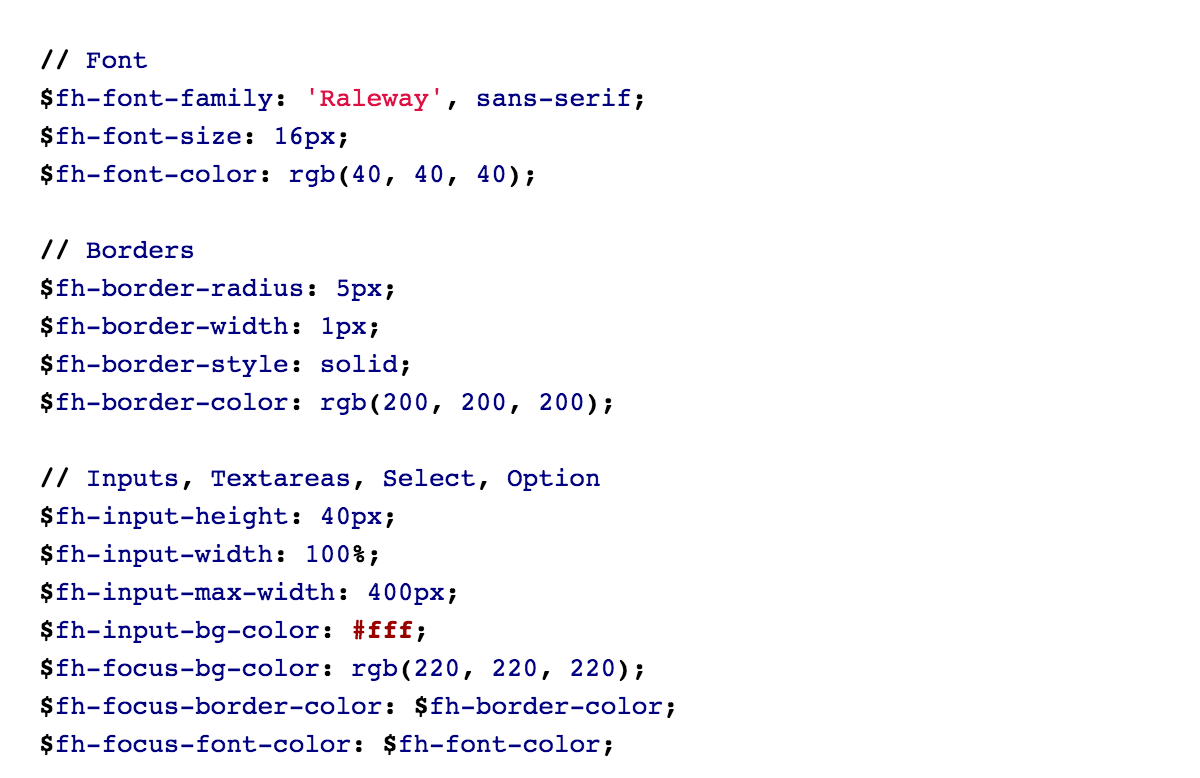 // Font
$fh-font-family: 'Raleway', sans-serif;
$fh-font-size: 16px;
$fh-font-color: rgb(40, 40, 40);
// Borders
$fh-border-radius: 5px;
$fh-border-width: 1px;
$fh-border-style: solid;
$fh-border-color: rgb(200, 200, 200);
// Inputs, Textareas, Select, Option
$fh-input-height: 40px;
$fh-input-width: 100%;
$fh-input-max-width: 400px;
$fh-input-bg-color: #fff;
$fh-focus-bg-color: rgb(220, 220, 220);
$fh-focus-border-color: $fh-border-color;
$fh-focus-font-color: $fh-font-color;